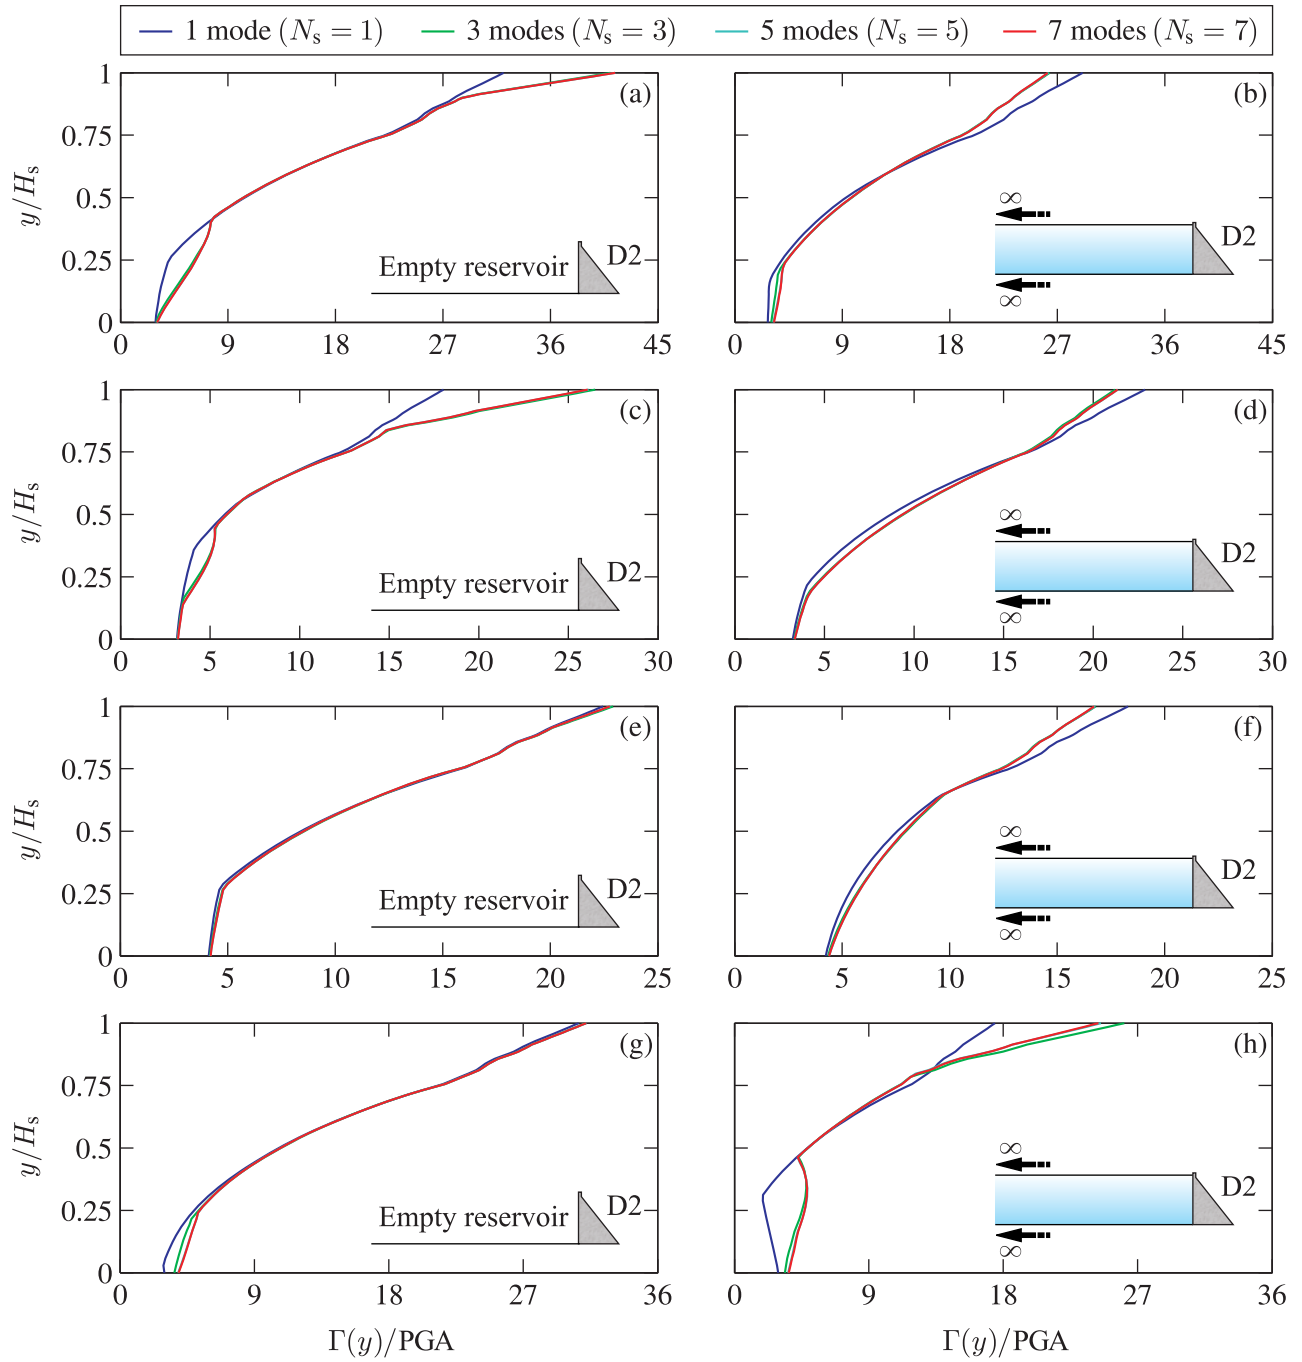 1 mode (Nₛ = 1) 3 modes (Nₛ = 3) 5 modes (Nₛ = 5) 7 modes (Nₛ = 7)
1
0.75
0.5
0.25
0
y/Hₛ
(a)
Empty reservoir
D2
0 9 18 27 36 45
(b)
∞
D2
∞
0 9 18 27 36 45
1
0.75
0.5
0.25
0
y/Hₛ
(c)
Empty reservoir
D2
0 5 10 15 20 25 30
(d)
∞
D2
∞
0 5 10 15 20 25 30
1
0.75
0.5
0.25
0
y/Hₛ
(e)
Empty reservoir
D2
0 5 10 15 20 25
(f)
∞
D2
∞
0 5 10 15 20 25
1
0.75
0.5
0.25
0
y/Hₛ
(g)
Empty reservoir
D2
0 9 18 27 36
Γ(y)/PGA
(h)
∞
D2
∞
0 9 18 27 36
Γ(y)/PGA